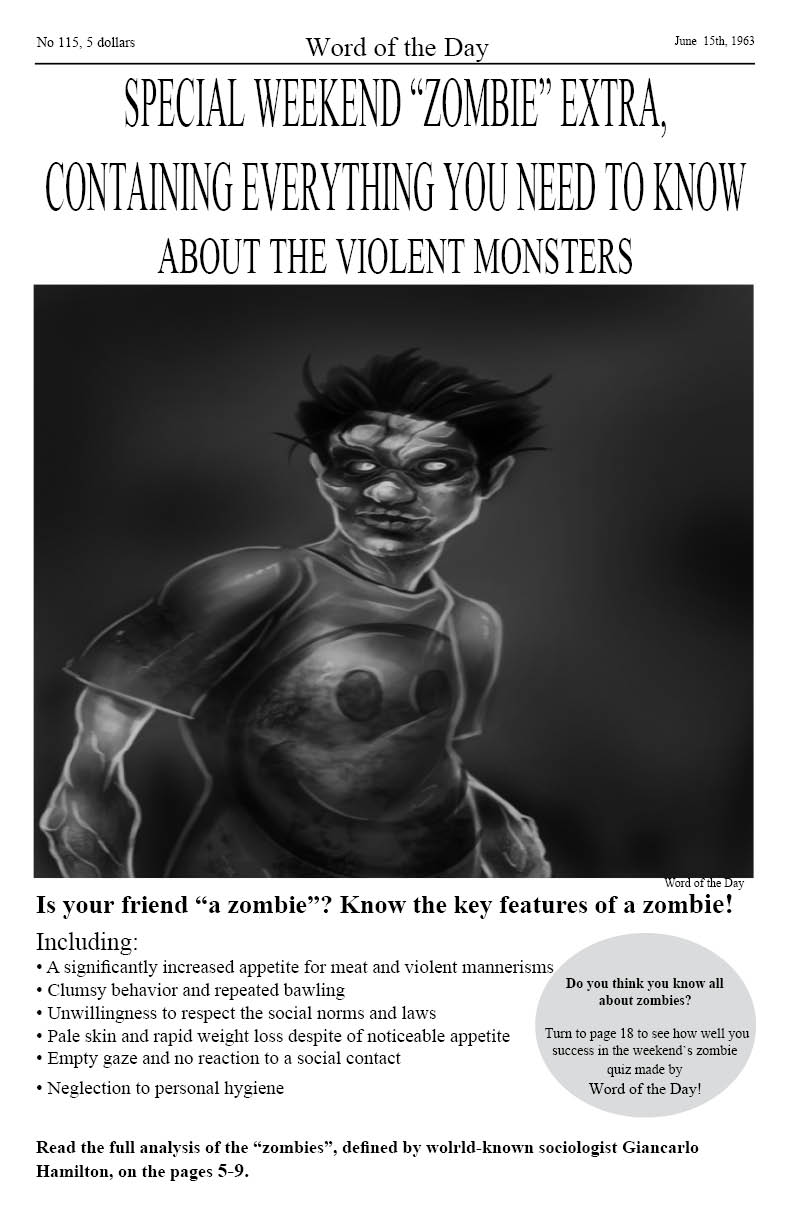 No 115, 5 dollars
Word of the Day
June 15th, 1963
SPECIAL WEEKEND “ZOMBIE” EXTRA,
CONTAINING EVERYTHING YOU NEED TO KNOW
ABOUT THE VIOLENT MONSTERS
Word of the Day
Is your friend “a zombie”? Know the key features of a zombie!
Including:
• A significantly increased appetite for meat and violent mannerisms
• Clumsy behavior and repeated bawling
• Unwillingness to respect the social norms and laws
• Pale skin and rapid weight loss despite of noticeable appetite
• Empty gaze and no reaction to a social contact
• Neglection to personal hygiene
Do you think you know all
about zombies?
Turn to page 18 to see how well you
success in the weekend`s zombie
quiz made by
Word of the Day!
Read the full analysis of the “zombies”, defined by wolrld-known sociologist Giancarlo
Hamilton, on the pages 5-9.